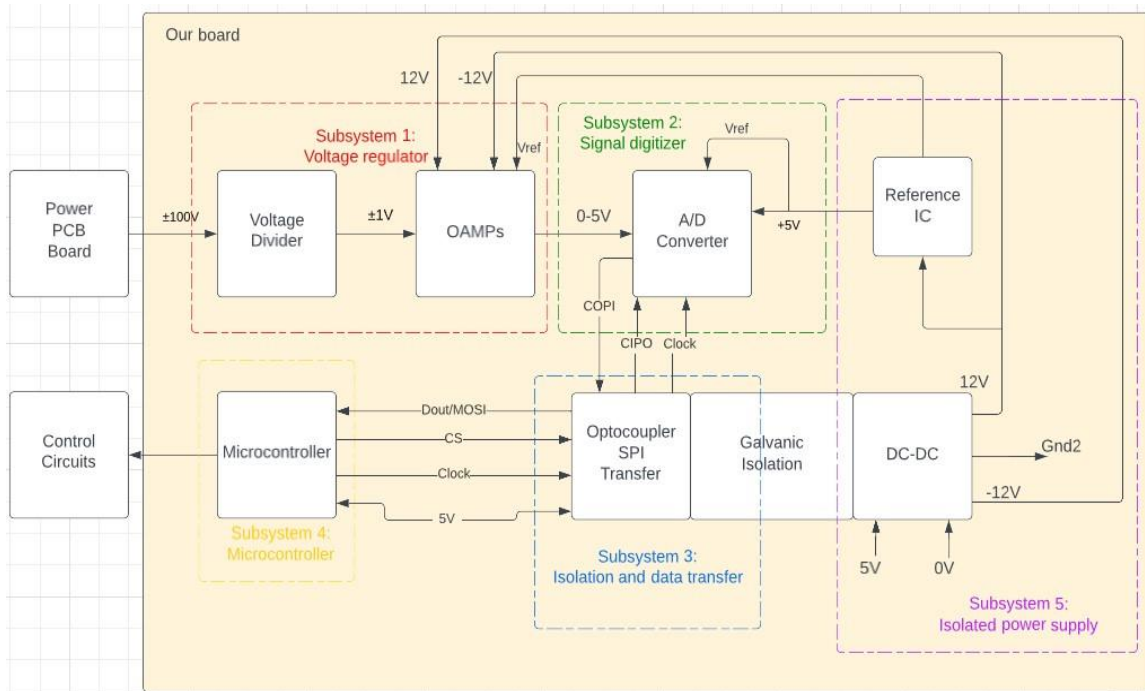 Our board
12V
-12V
Subsystem 1:
Voltage regulator
Vref
Subsystem 2:
Signal digitizer
Vref
Power
PCB
Board
±100V
Voltage
Divider
±1V
OAMPs
0-5V
A/D
Converter
+5V
Reference
IC
COPI
CIPO
Clock
Control
Circuits
Microcontroller
Dout/MOSI
CS
Clock
5V
Optocoupler
SPI
Transfer
Galvanic
Isolation
DC-DC
12V
Gnd2
-12V
5V
0V
Subsystem 4:
Microcontroller
Subsystem 3:
Isolation and data transfer
Subsystem 5:
Isolated power supply